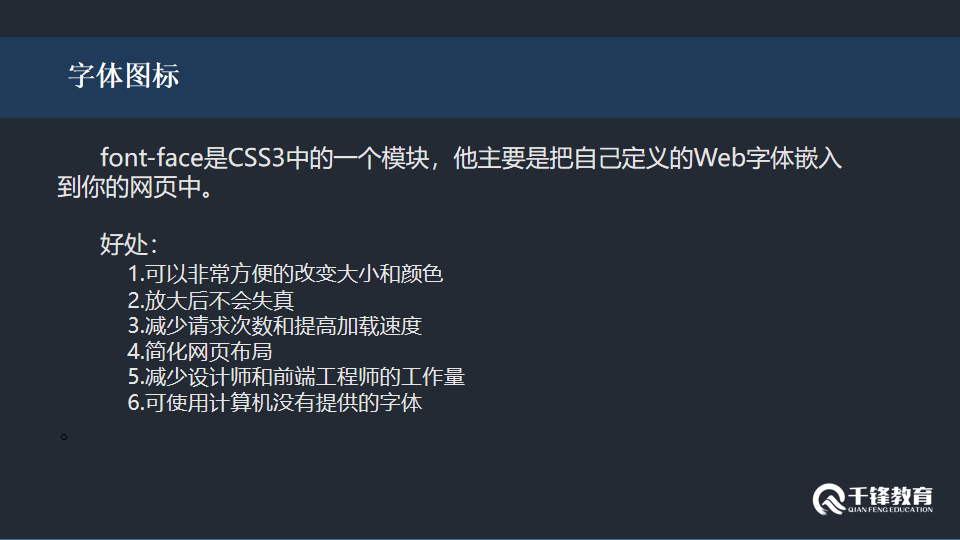 字体图标
font-face是CSS3中的一个模块，他主要是把自己定义的Web字体嵌入
到你的网页中。
好处：
1.可以非常方便的改变大小和颜色
2.放大后不会失真
3.减少请求次数和提高加载速度
4.简化网页布局
5.减少设计师和前端工程师的工作量
6.可使用计算机没有提供的字体
。
千锋教育
QIAN FENG EDUCATION